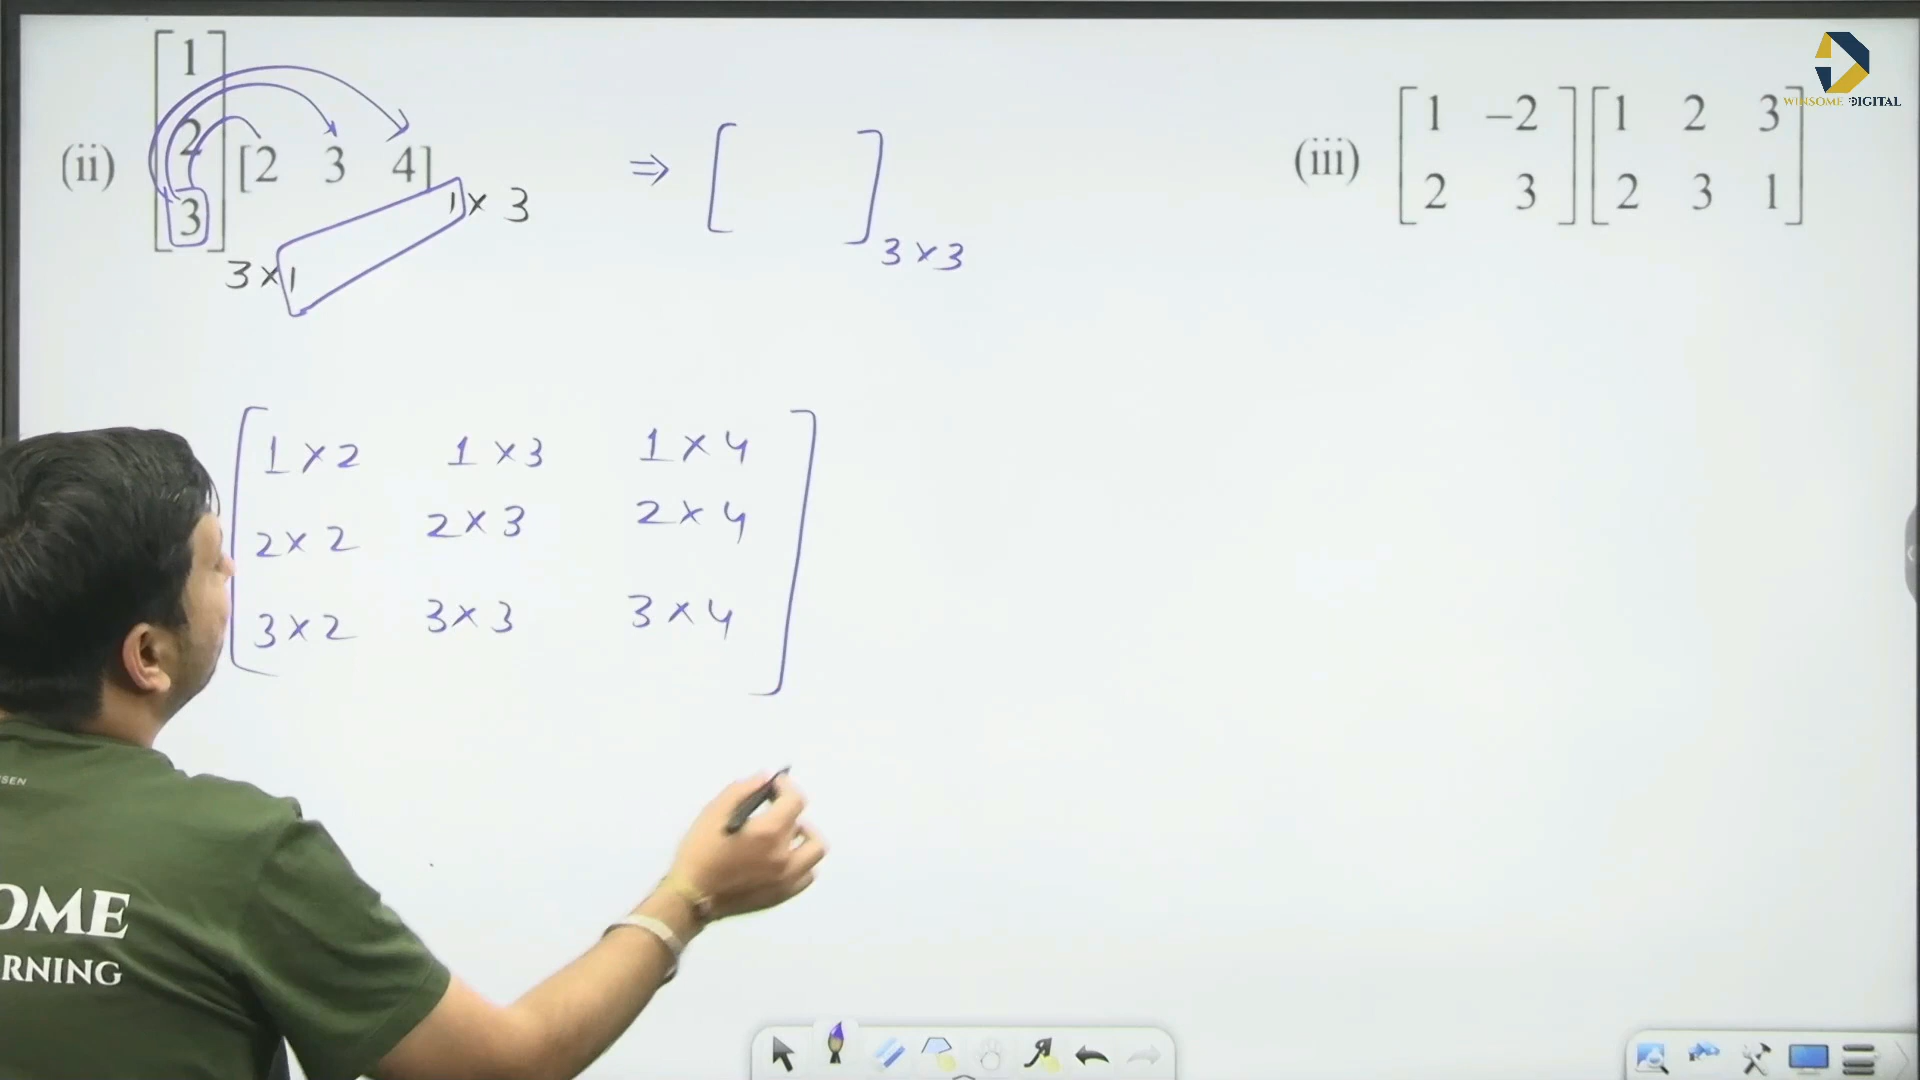 (ii) [1 2 3] [2 3 4]
3×1 1×3
⇒ [ ] 3×3
(iii) [1 −2 2 3] [1 2 3 2 3 1]
WINSOME DIGITAL
1×2 1×3 1×4
2×2 2×3 2×4
3×2 3×3 3×4
SEN
OME
RNING